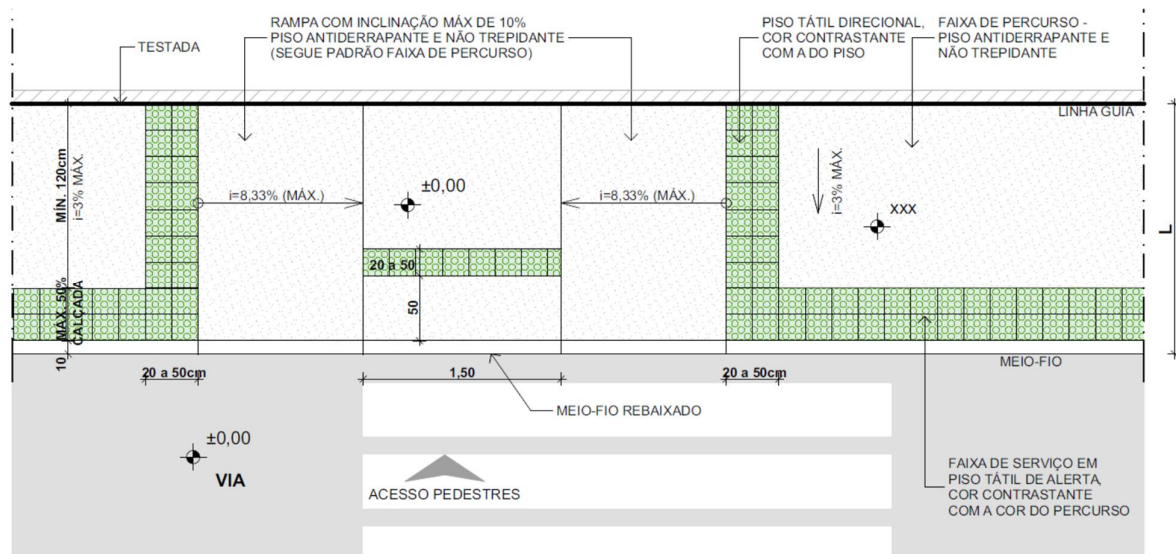 RAMPA COM INCLINAÇÃO MÁX DE 10%
PISO ANTIDERRAPANTE E NÃO TREPIDANTE
(SEGUE PADRÃO FAIXA DE PERCURSO)
PISO TÁTIL DIRECIONAL,
COR CONTRASTANTE
COM A DO PISO
FAIXA DE PERCURSO -
PISO ANTIDERRAPANTE E
NÃO TREPIDANTE
TESTADA
LINHA GUIA
MÍN. 120cm
i=3% MÁX.
i=8,33% (MÁX.)
±0,00
i=8,33% (MÁX.)
i=3% MÁX.
xxx
L
20 a 50
50
MÁX. 50%
CALÇADA
10
MEIO-FIO
20 a 50cm
1,50
20 a 50cm
MEIO-FIO REBAIXADO
±0,00
VIA
ACESSO PEDESTRES
FAIXA DE SERVIÇO EM
PISO TÁTIL DE ALERTA,
COR CONTRASTANTE
COM A COR DO PERCURSO